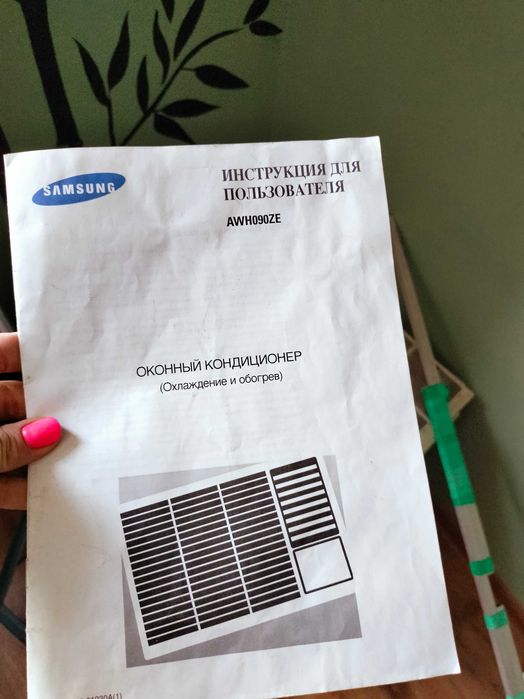 SAMSUNG
ИНСТРУКЦИЯ ДЛЯ
ПОЛЬЗОВАТЕЛЯ
AWH090ZE
ОКОННЫЙ КОНДИЦИОНЕР
(Охлаждение и обогрев)